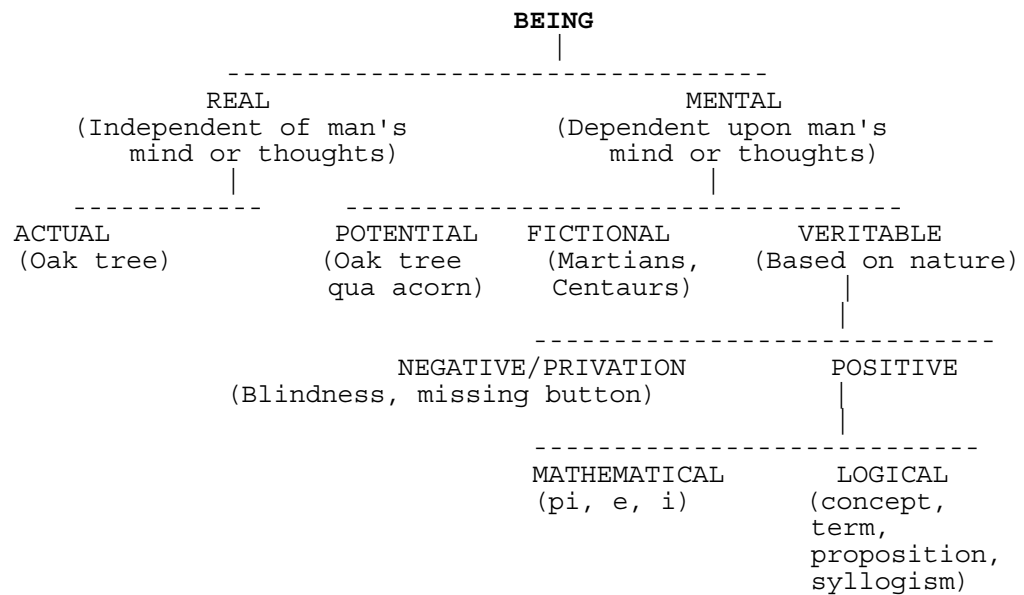 BEING
REAL MENTAL
(Independent of man's (Dependent upon man's
mind or thoughts) mind or thoughts)
ACTUAL POTENTIAL FICTIONAL VERITABLE
(Oak tree) (Oak tree (Martians, (Based on nature)
qua acorn) Centaurs)
NEGATIVE/PRIVATION POSITIVE
(Blindness, missing button)
MATHEMATICAL LOGICAL
(pi, e, i) (concept,
term,
proposition,
syllogism)